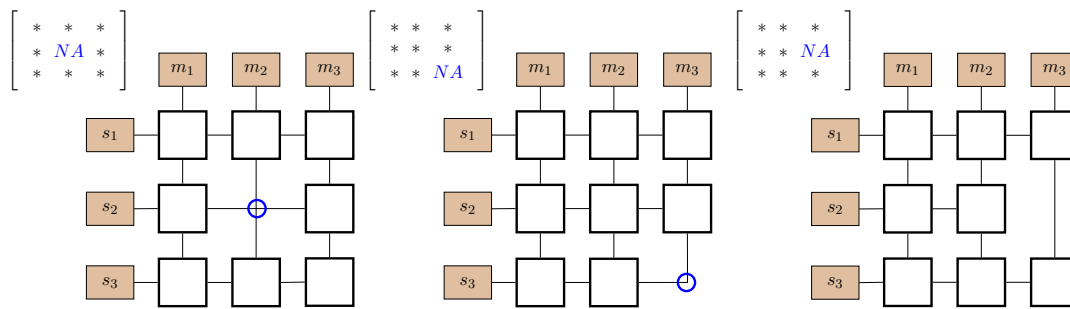 * * *
* NA *
* * *
m₁ m₂ m₃
s₁
s₂
s₃
* * *
* * *
* * NA
m₁ m₂ m₃
s₁
s₂
s₃
* * *
* * NA
* * *
m₁ m₂ m₃
s₁
s₂
s₃